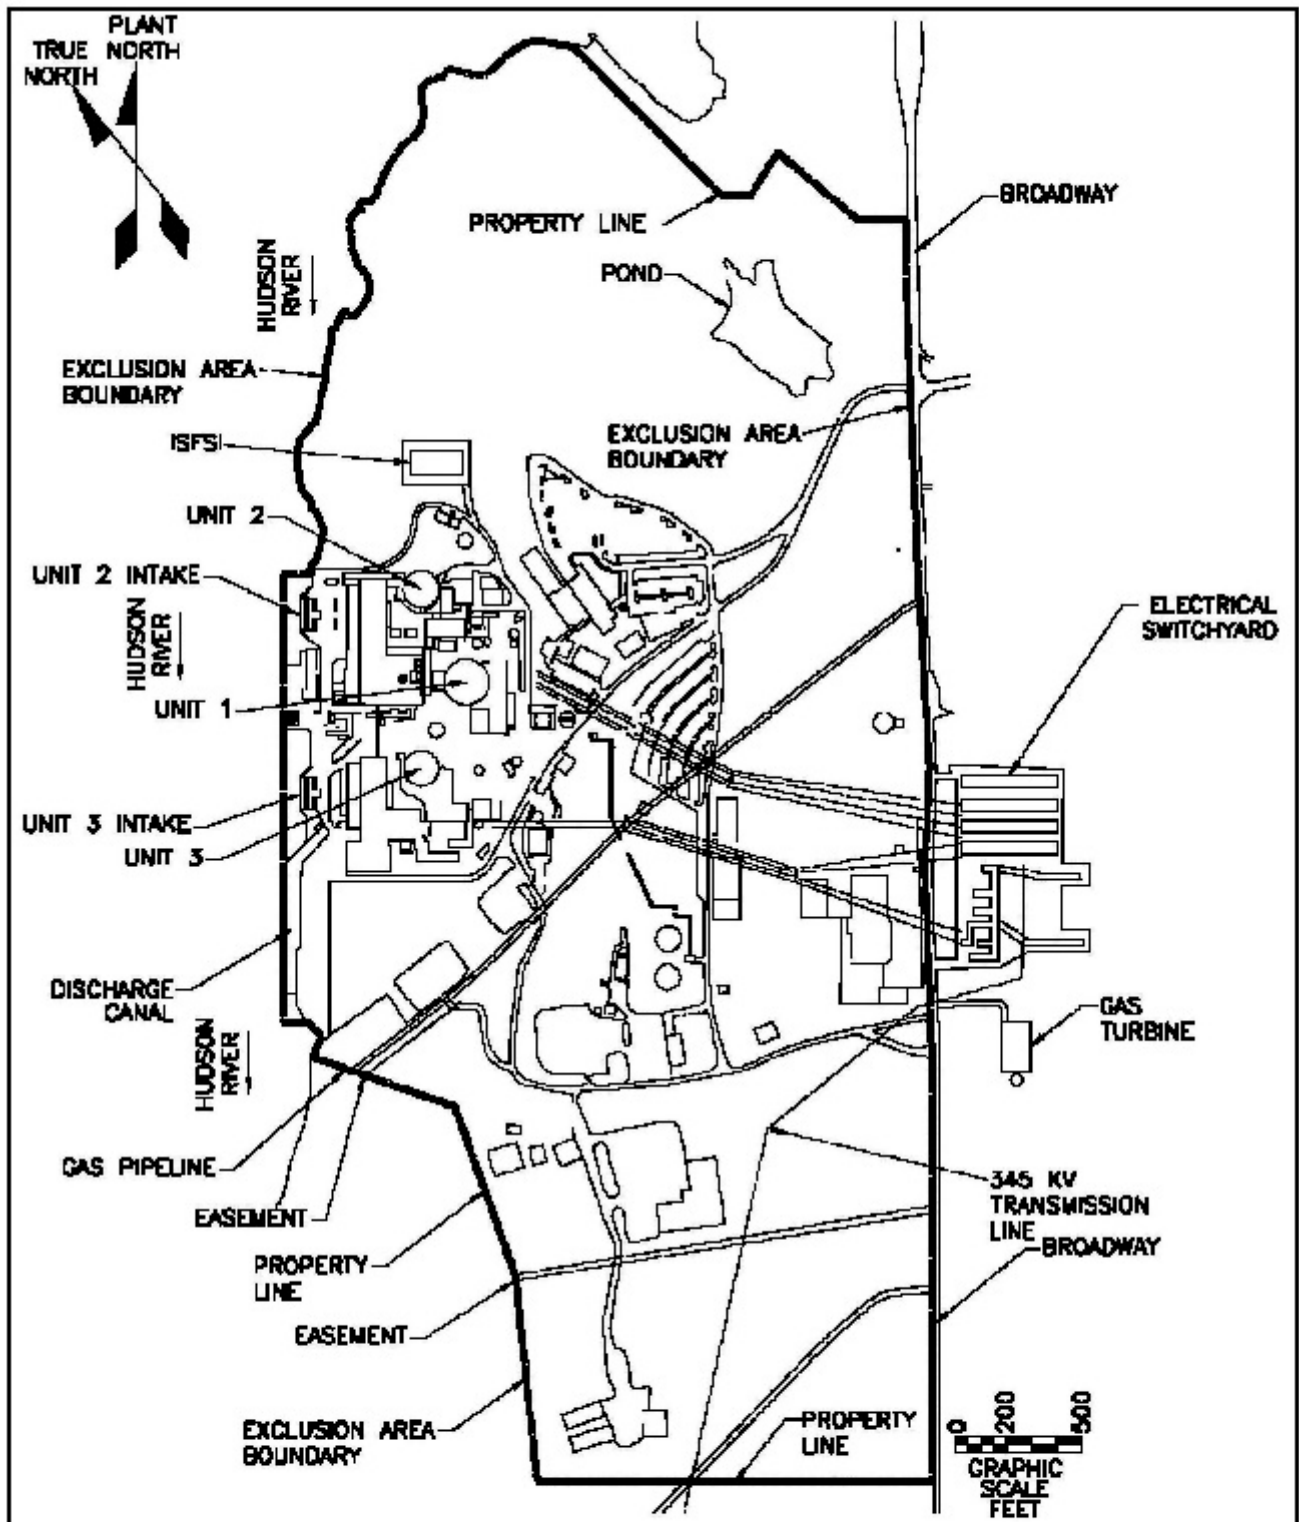 PLANT
NORTH
TRUE
NORTH
BROADWAY
PROPERTY LINE
POND
HUDSON
RIVER
EXCLUSION AREA
BOUNDARY
ISFSI
EXCLUSION AREA
BOUNDARY
UNIT 2
UNIT 2 INTAKE
HUDSON
RIVER
ELECTRICAL
SWITCHYARD
UNIT 1
UNIT 3 INTAKE
UNIT 3
DISCHARGE
CANAL
GAS
TURBINE
HUDSON
RIVER
GAS PIPELINE
EASEMENT
345 KV
TRANSMISSION
LINE
BROADWAY
PROPERTY
LINE
EASEMENT
EXCLUSION AREA
BOUNDARY
PROPERTY
LINE
0 200 500
GRAPHIC
SCALE
FEET